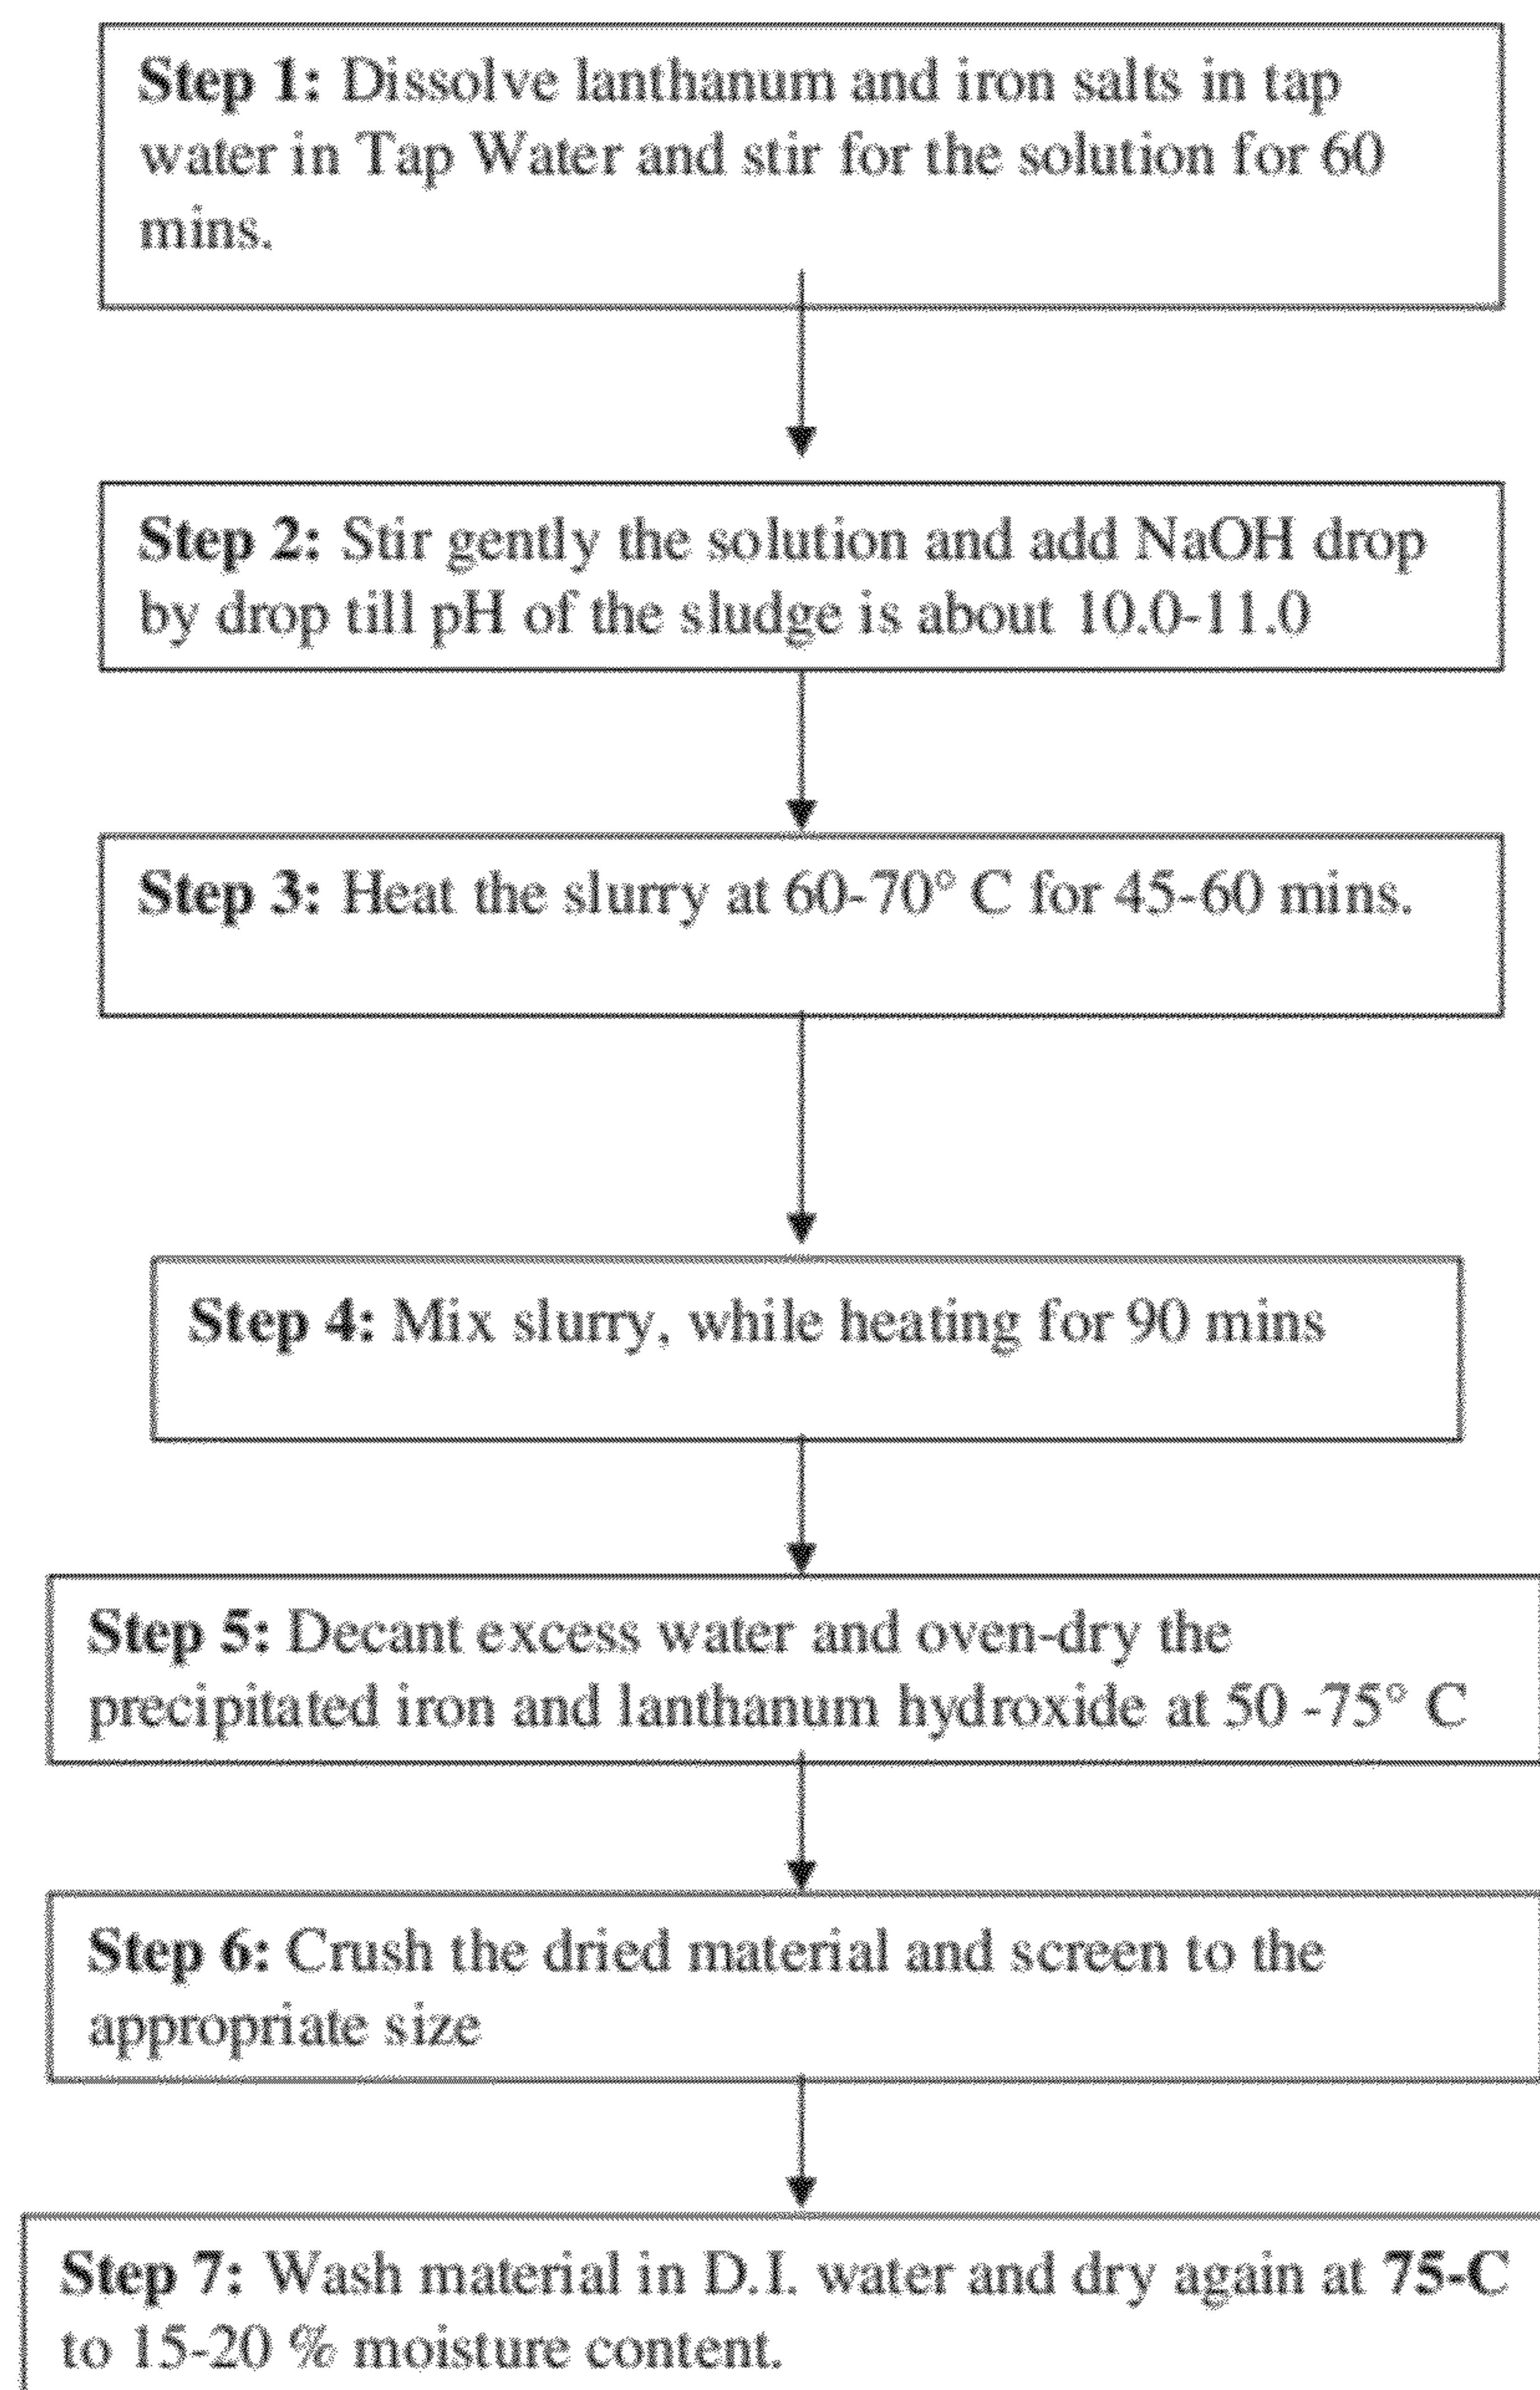 Step 1: Dissolve lanthanum and iron salts in tap
water in Tap Water and stir for the solution for 60
mins.
Step 2: Stir gently the solution and add NaOH drop
by drop till pH of the sludge is about 10.0-11.0
Step 3: Heat the slurry at 60-70° C for 45-60 mins.
Step 4: Mix slurry, while heating for 90 mins
Step 5: Decant excess water and oven-dry the
precipitated iron and lanthanum hydroxide at 50 -75° C
Step 6: Crush the dried material and screen to the
appropriate size
Step 7: Wash material in D.I. water and dry again at 75-C
to 15-20 % moisture content.